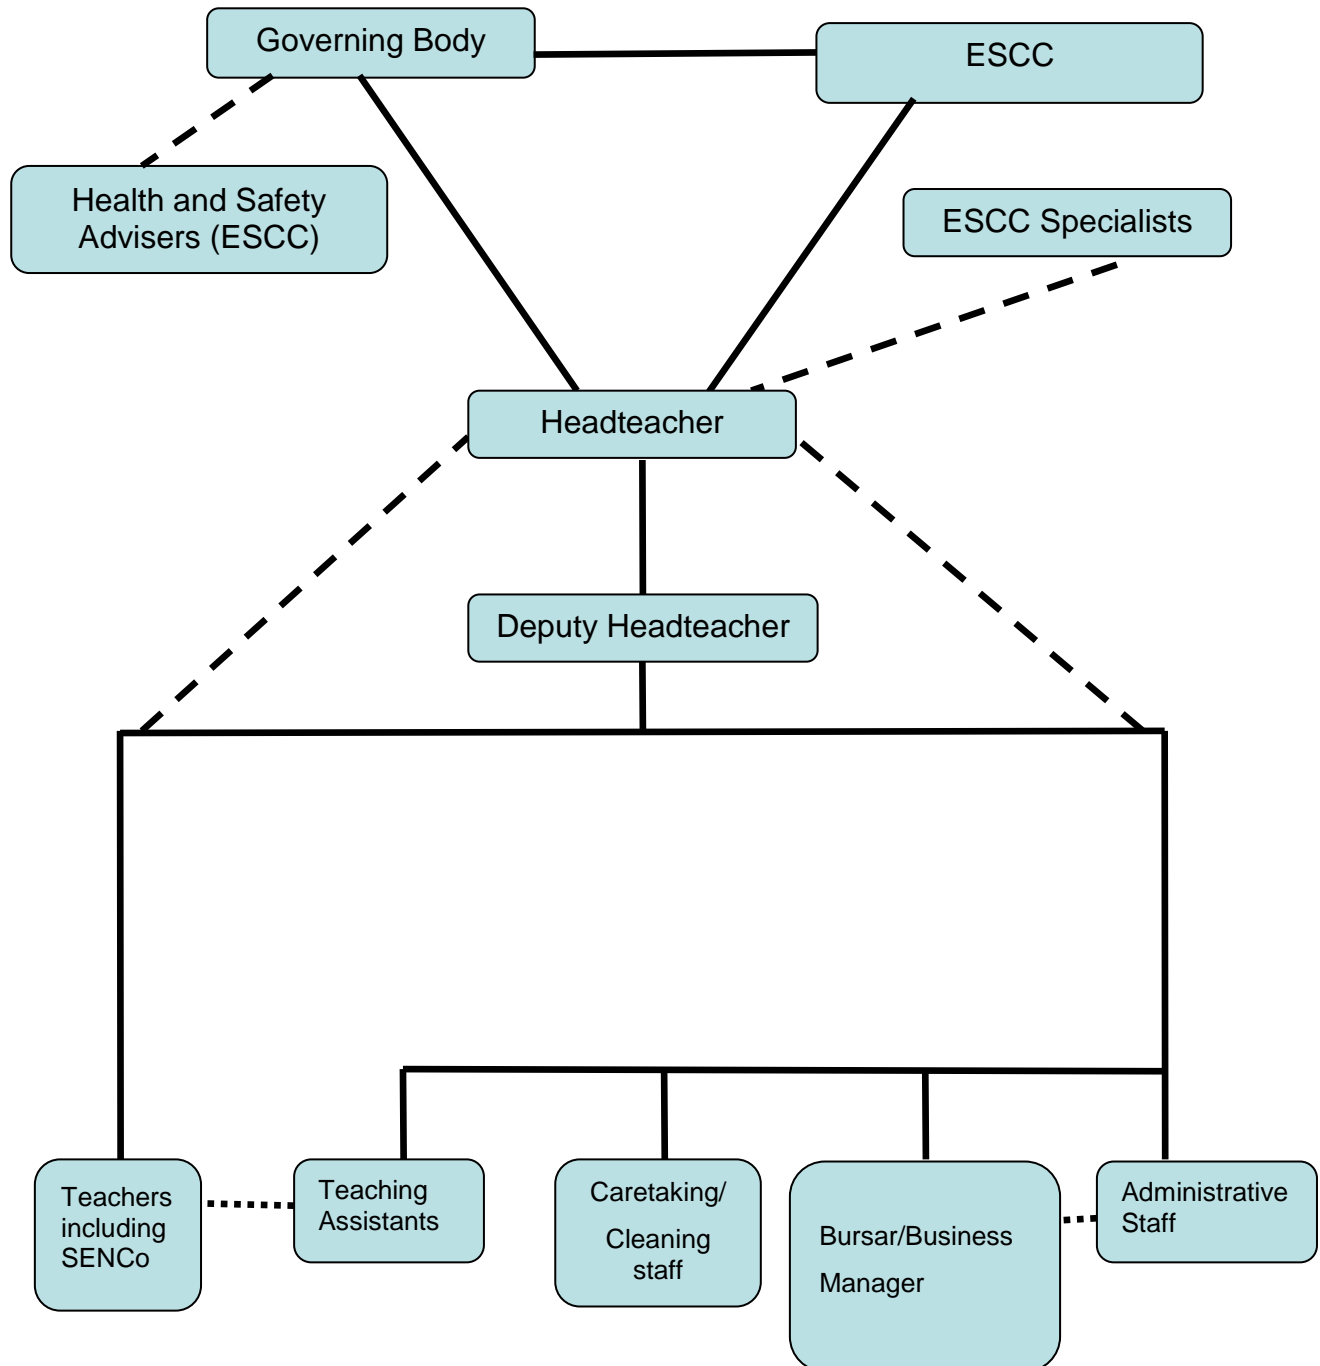 Governing Body
ESCC
Health and Safety
Advisers (ESCC)
ESCC Specialists
Headteacher
Deputy Headteacher
Teachers
including
SENCo
Teaching
Assistants
Caretaking/
Cleaning
staff
Bursar/Business
Manager
Administrative
Staff